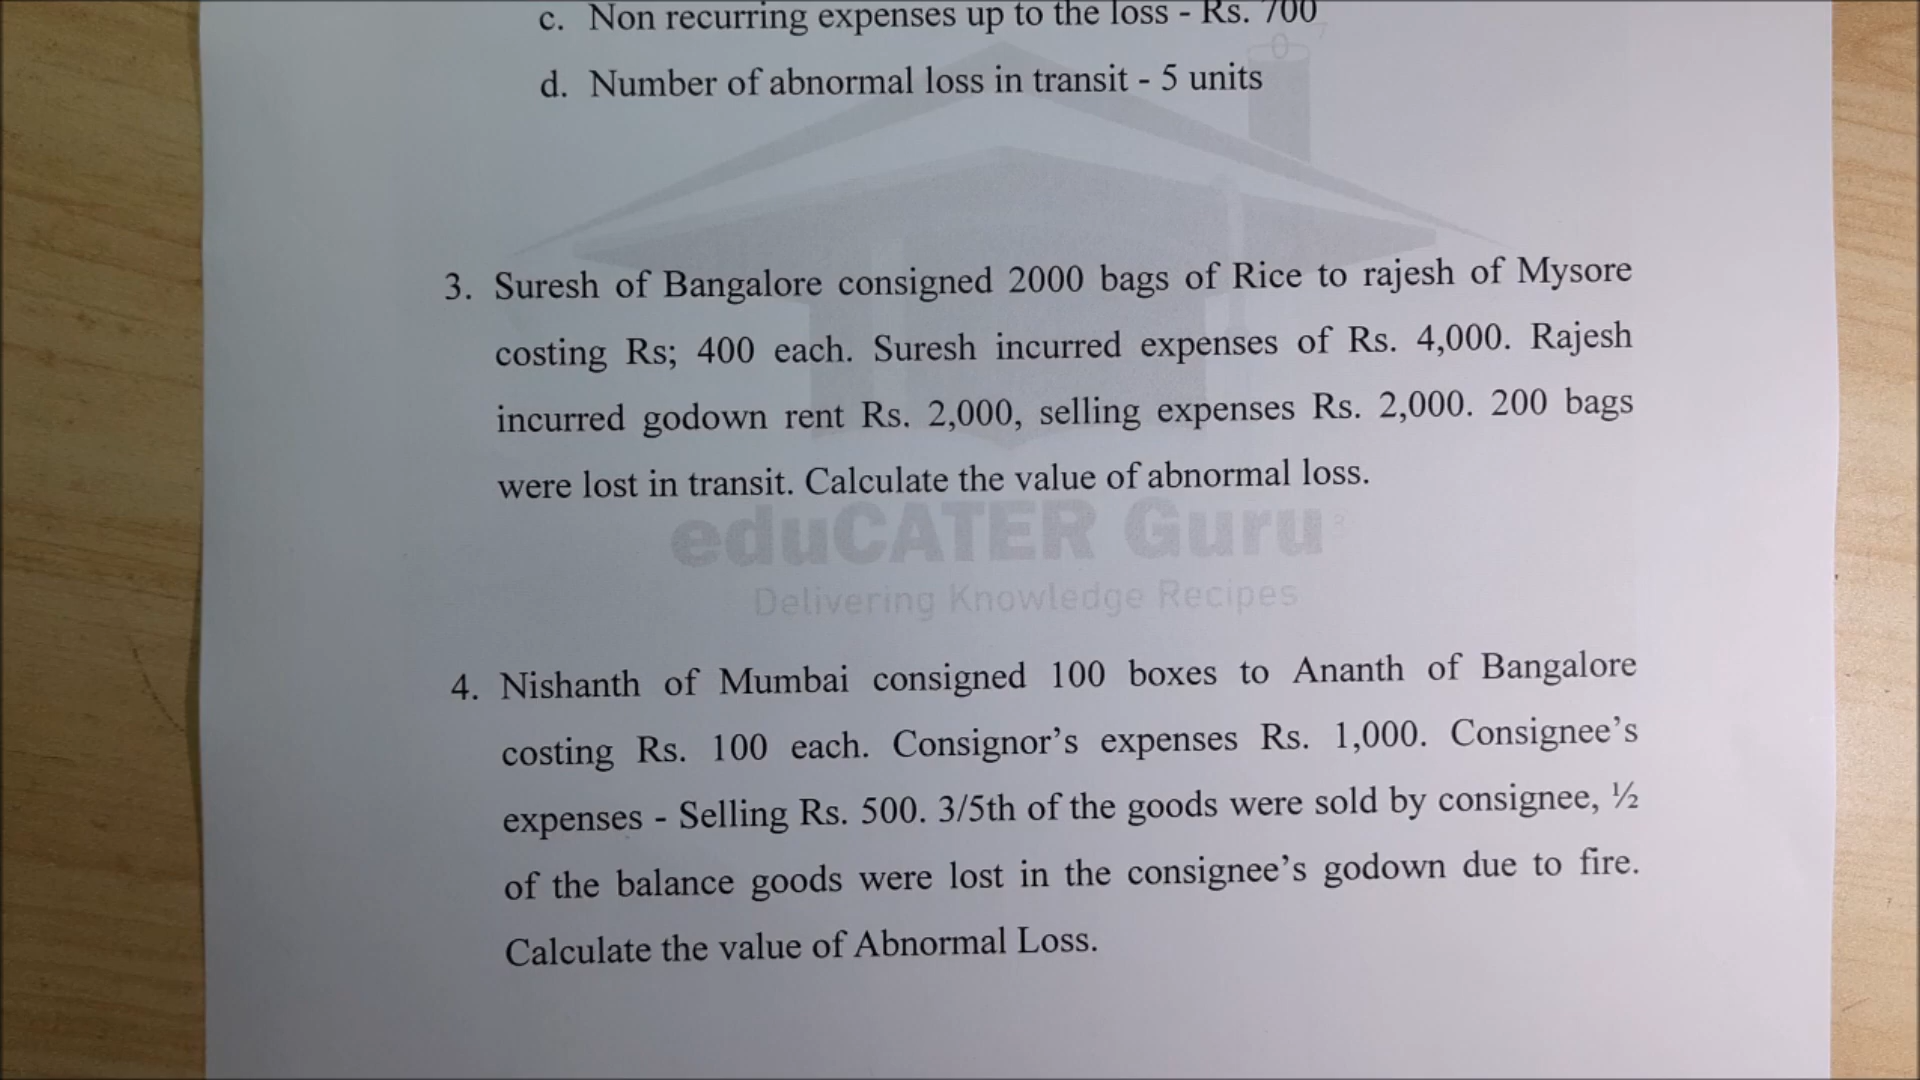 c. Non recurring expenses up to the loss - Rs. 700
d. Number of abnormal loss in transit - 5 units
3. Suresh of Bangalore consigned 2000 bags of Rice to rajesh of Mysore
costing Rs; 400 each. Suresh incurred expenses of Rs. 4,000. Rajesh
incurred godown rent Rs. 2,000, selling expenses Rs. 2,000. 200 bags
were lost in transit. Calculate the value of abnormal loss.
eduCATER Guru
Delivering Knowledge Recipes
4. Nishanth of Mumbai consigned 100 boxes to Ananth of Bangalore
costing Rs. 100 each. Consignor’s expenses Rs. 1,000. Consignee’s
expenses - Selling Rs. 500. 3/5th of the goods were sold by consignee, ½
of the balance goods were lost in the consignee’s godown due to fire.
Calculate the value of Abnormal Loss.